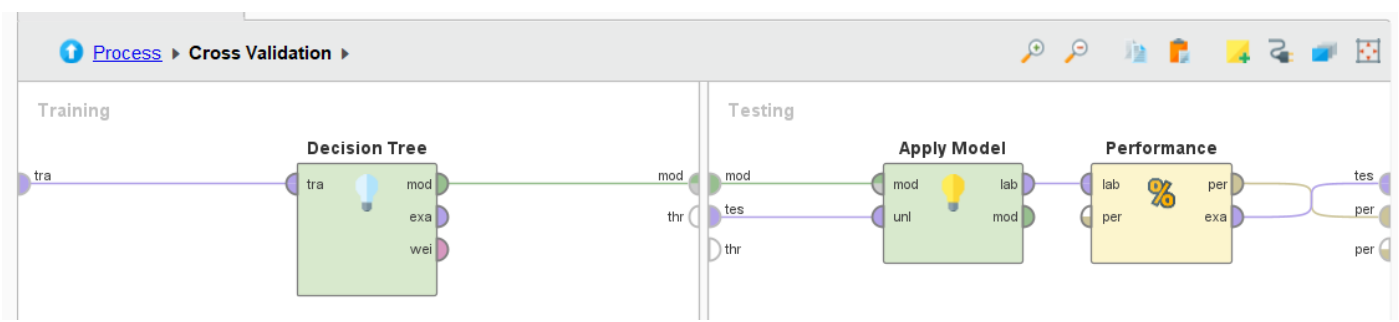 Process Cross Validation
Training
Testing
Decision Tree
Apply Model
Performance
tra
tra
mod
mod
mod
mod
lab
lab
per
tes
exa
thr
tes
unl
mod
per
exa
per
wei
thr
per
%